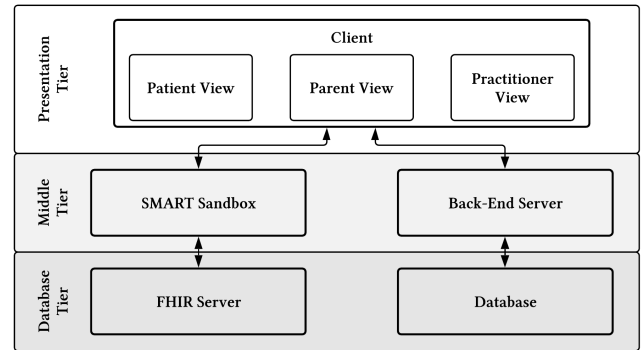 Presentation
Tier
Client
Patient View
Parent View
Practitioner
View
Middle
Tier
SMART Sandbox
Back-End Server
Database
Tier
FHIR Server
Database